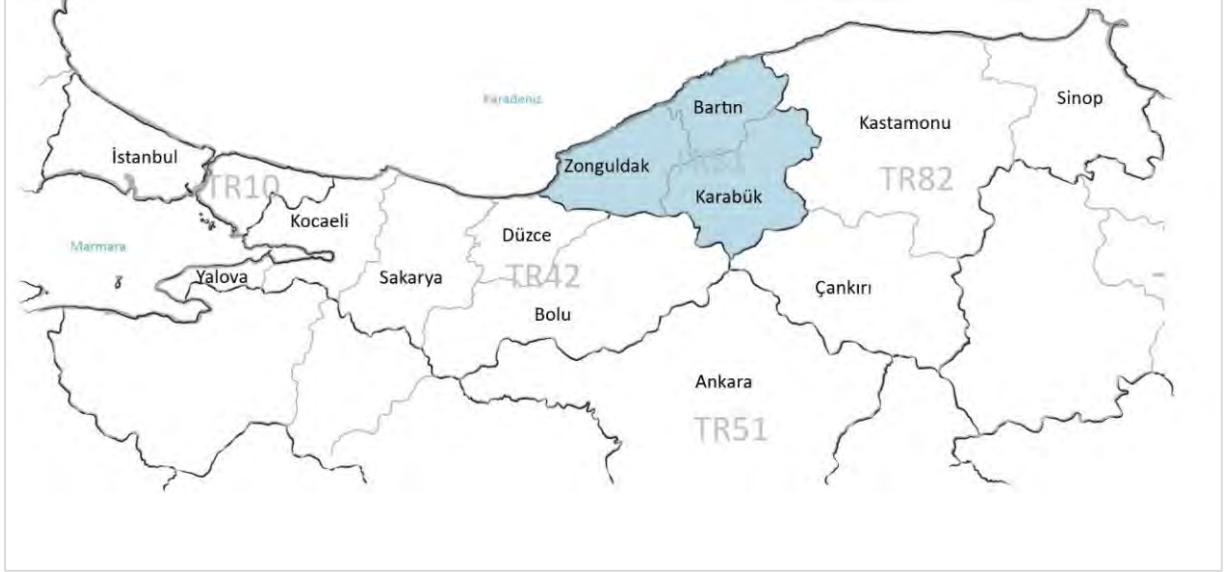 Karadeniz
Bartın
Sinop
Kastamonu
İstanbul
Zonguldak
TR81
TR82
TR10
Karabük
Kocaeli
Düzce
Marmara
Yalova
Sakarya
TR42
Çankırı
Bolu
Ankara
TR51